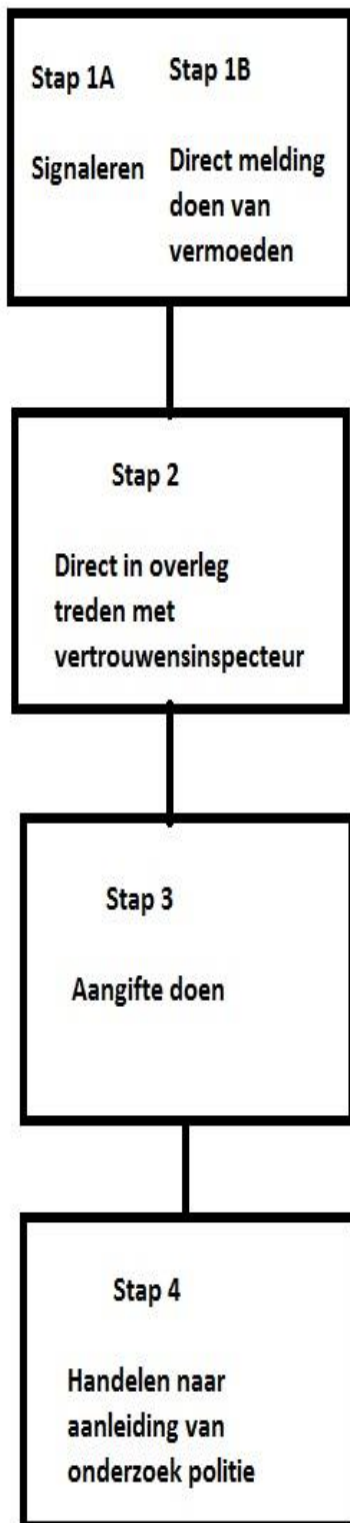 Stap 1A
Signaleren
Stap 1B
Direct melding
doen van
vermoeden
Stap 2
Direct in overleg
treden met
vertrouwensinspecteur
Stap 3
Aangifte doen
Stap 4
Handelen naar
aanleiding van
onderzoek politie